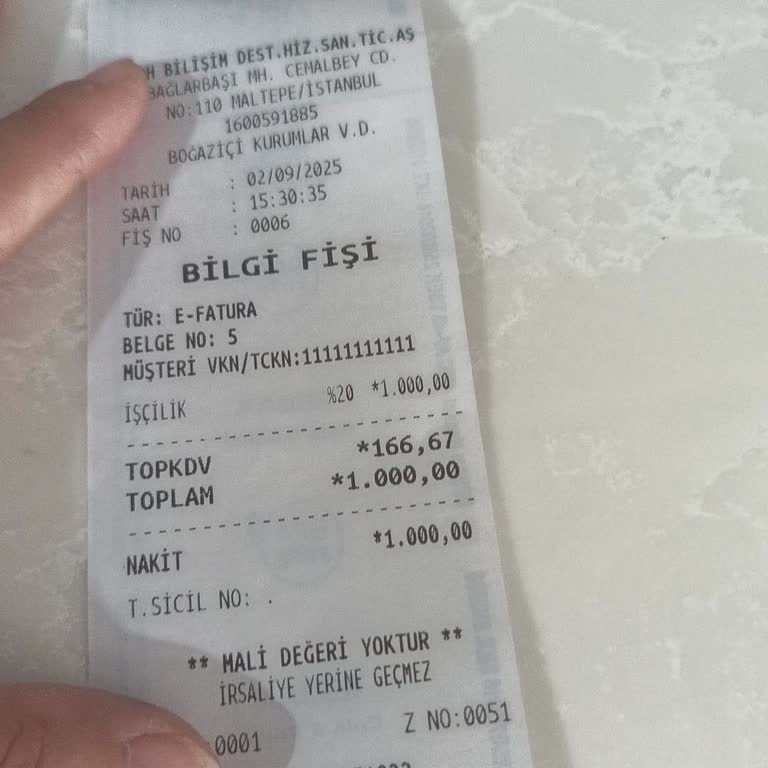 H BİLİŞİM DEST.HİZ.SAN.TİC.AŞ
BAĞLARBAŞI MH. CEMALBEY CD.
NO:110 MALTEPE/İSTANBUL
1600591885
BOĞAZİÇİ KURUMLAR V.D.
TARİH : 02/09/2025
SAAT : 15:30:35
FİŞ NO : 0006
BİLGİ FİŞİ
TÜR: E-FATURA
BELGE NO: 5
MÜŞTERİ VKN/TCKN:11111111111
İŞÇİLİK %20 *1.000,00
TOPKDV *166,67
TOPLAM *1.000,00
NAKİT *1.000,00
T.SİCİL NO: .
** MALİ DEĞERİ YOKTUR **
İRSALİYE YERİNE GEÇMEZ
0001 Z NO:0051